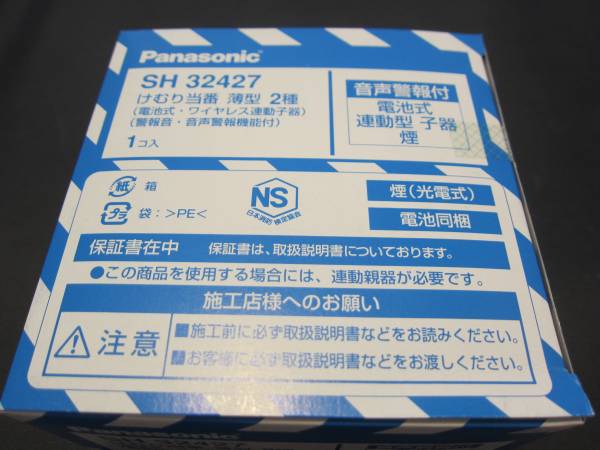 Panasonic
SH 32427
けむり当番 薄型 2種
(電池式・ワイヤレス連動子器)
(警報音・音声警報機能付)
1コ入
音声警報付
電池式
連動型 子器
煙
紙 箱
プラ 袋:>PE<
NS
日本消防検定協会
煙(光電式)
電池同梱
保証書在中 保証書は、取扱説明書についております。
●この商品を使用する場合には、連動親器が必要です。
施工店様へのお願い
注意
■施工前に必ず取扱説明書などをお読みください。
■お客様に必ず取扱説明書などをお渡しください。
SH 32427